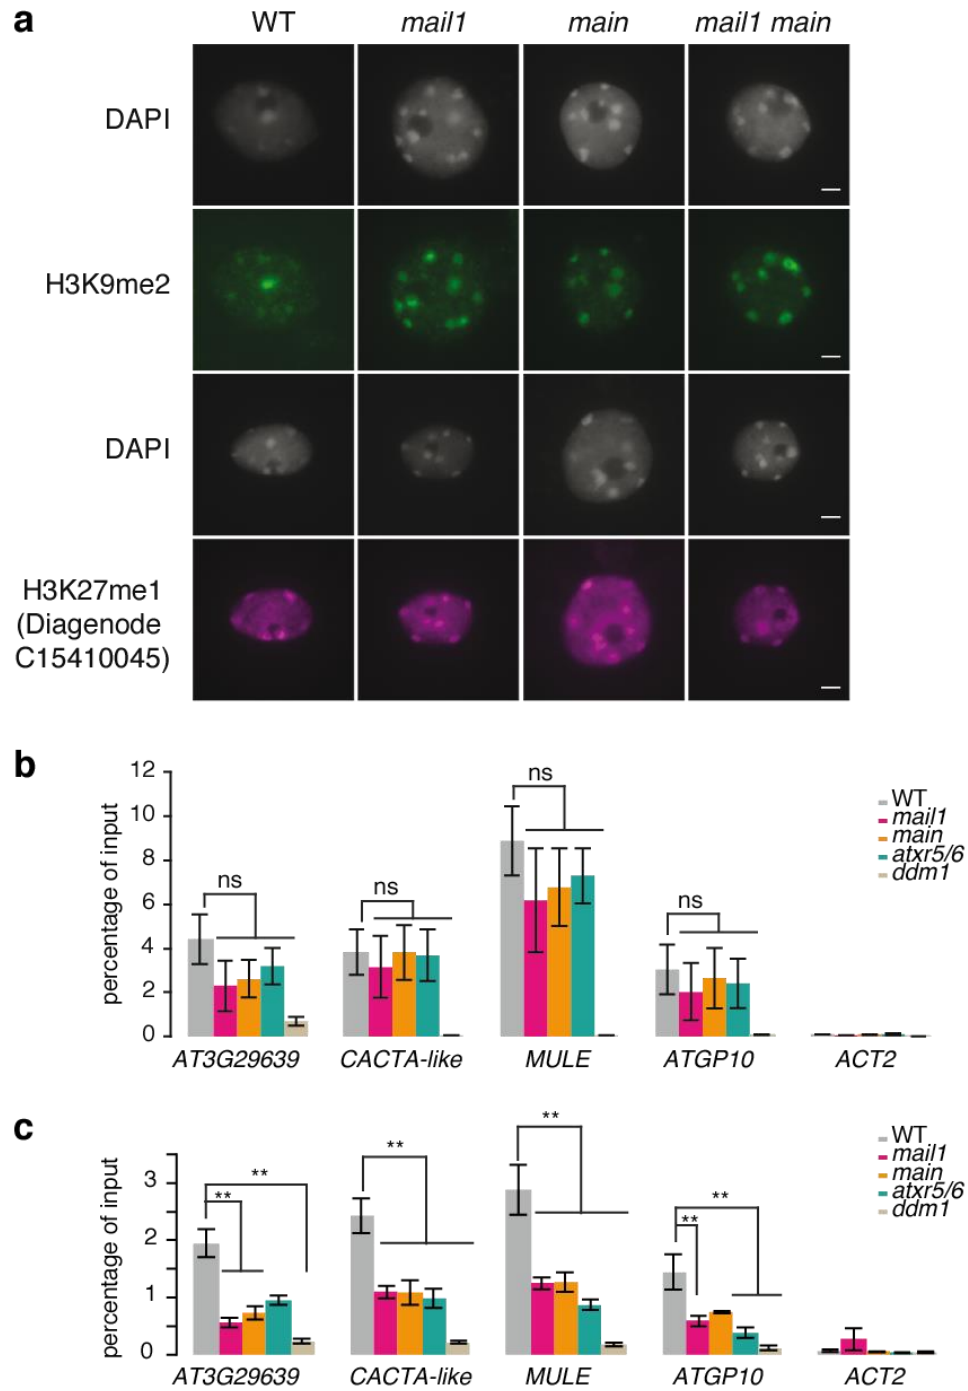 a
WT mail1 main mail1 main
DAPI
H3K9me2
DAPI
H3K27me1
(Diagenode
C15410045)
b
percentage of input
12
10
8
6
4
2
0
ns
ns
ns
ns
WT
mail1
main
atxr5/6
ddm1
AT3G29639 CACTA-like MULE ATGP10 ACT2
c
percentage of input
3
2
1
0
**
**
**
**
**
**
WT
mail1
main
atxr5/6
ddm1
AT3G29639 CACTA-like MULE ATGP10 ACT2